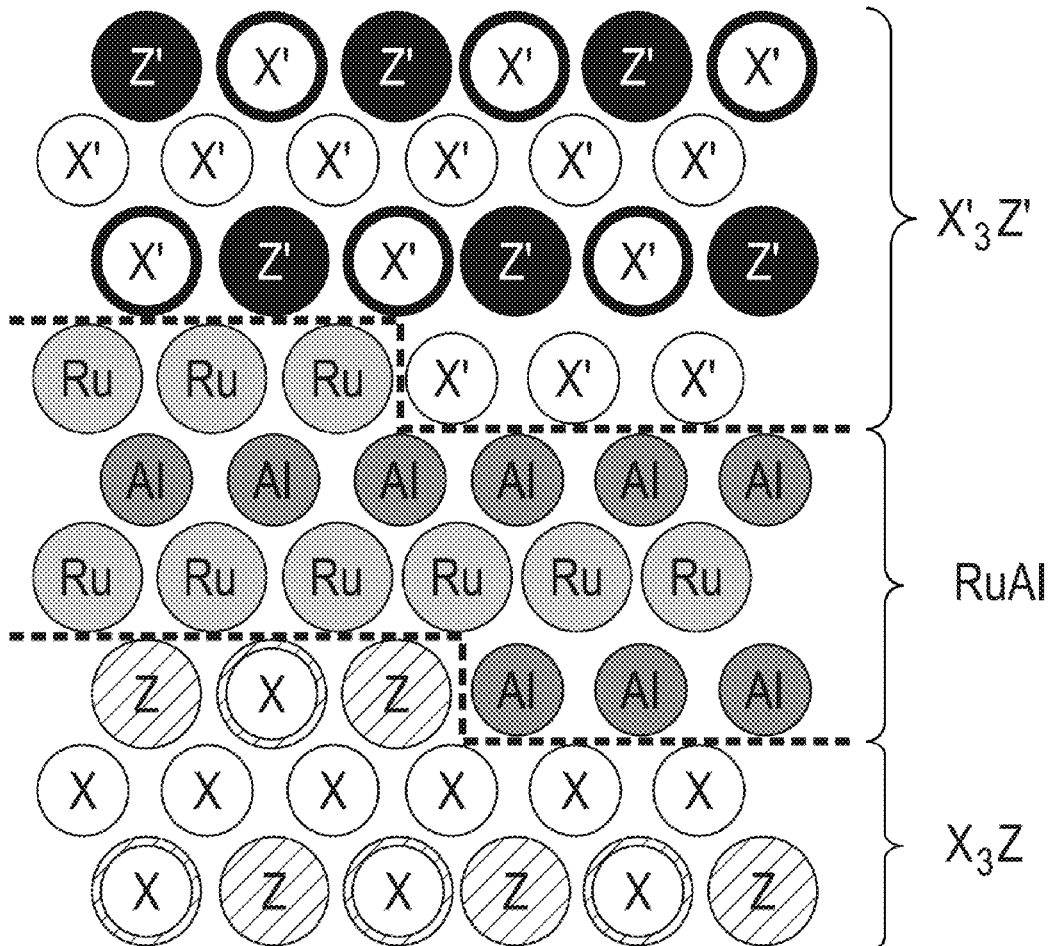 Z' X' Z' X' Z' X'
X' X' X' X' X' X'
X' Z' X' Z' X' Z'
X'₃Z'
Ru Ru Ru X' X' X'
Al Al Al Al Al Al
Ru Ru Ru Ru Ru Ru
RuAl
Z X Z Al Al Al
X X X X X X
X₃Z
X Z X Z X Z